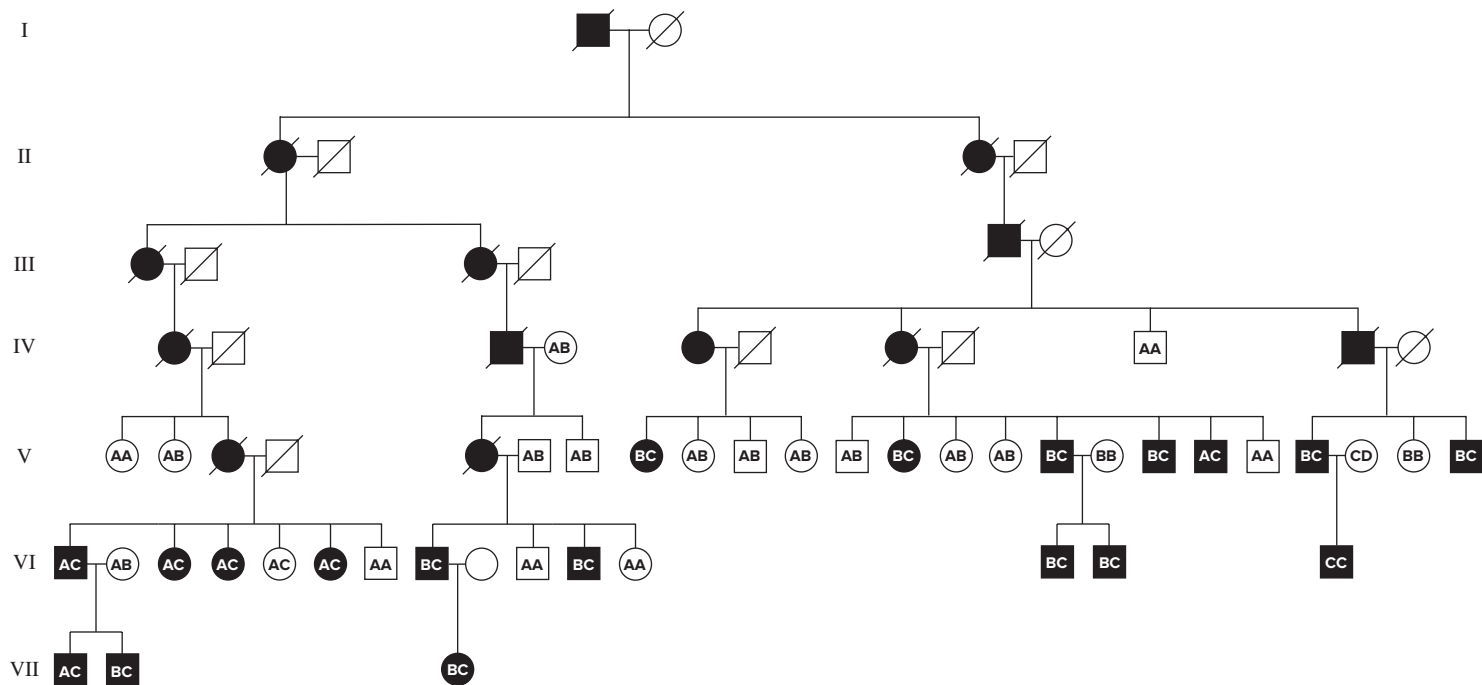 I
II
III
IV AB AA
V AA AB AB AB BC AB AB AB AB BC AB AB BC BB BC AC AA BC CD BB BC
VI AC AB AC AC AC AC AA BC AA BC AA BC BC CC
VII AC BC BC